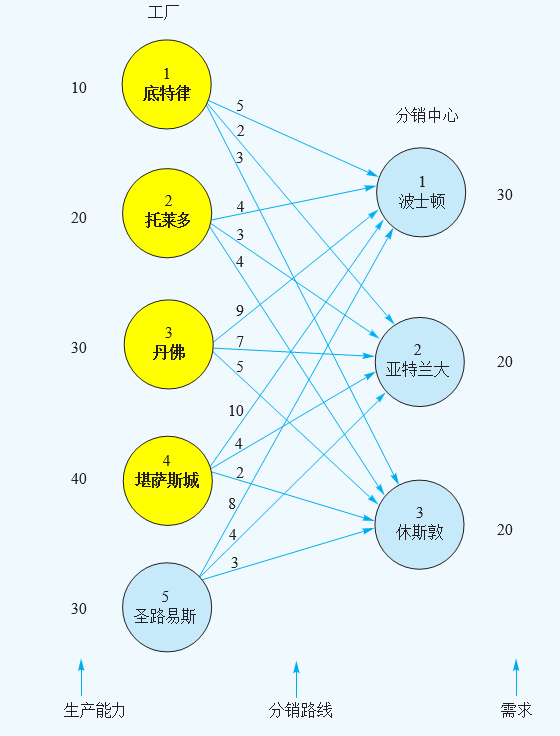 工厂
10
1
底特律
5
2
3
分销中心
1
波士顿
30
20
2
托莱多
4
3
4
30
3
丹佛
9
7
5
2
亚特兰大
20
40
4
堪萨斯城
10
4
2
3
休斯敦
20
30
5
圣路易斯
8
4
3
生产能力
分销路线
需求